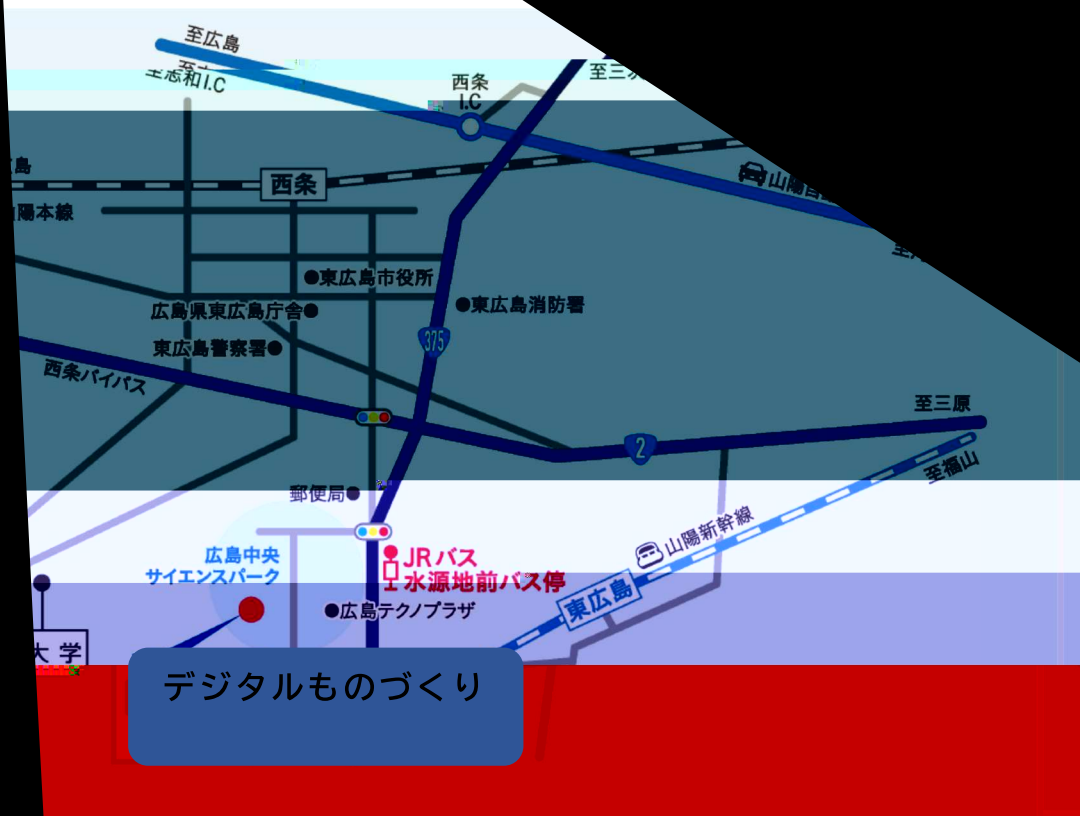 至広島
至志和I.C
西条
I.C
島
西条
陽本線
東広島市役所
広島県東広島庁舎
東広島消防署
375
東広島警察署
西条バイパス
至三原
2
至福山
郵便局
山陽新幹線
広島中央
サイエンスパーク
JRバス
水源地前バス停
東広島
広島テクノプラザ
大学
デジタルものづくり